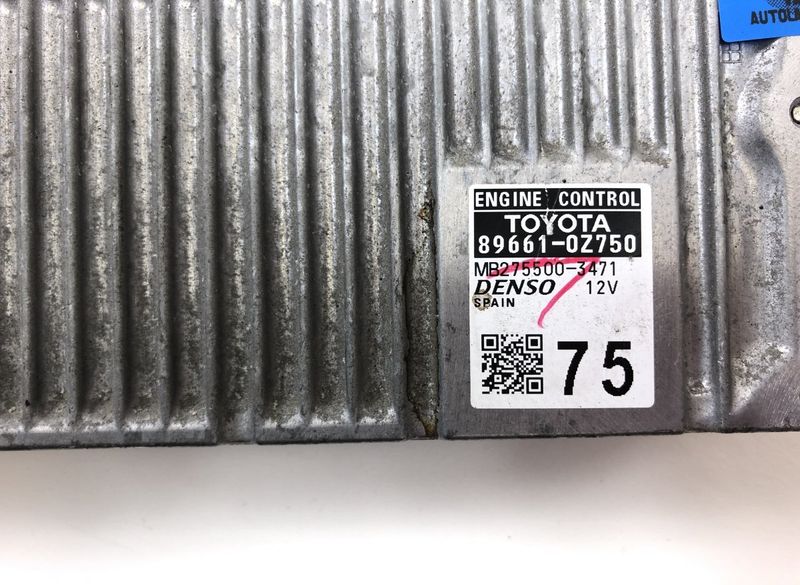 ENGINE CONTROL
TOYOTA
89661-0Z750
MB275500-3471
DENSO 12V
SPAIN
75